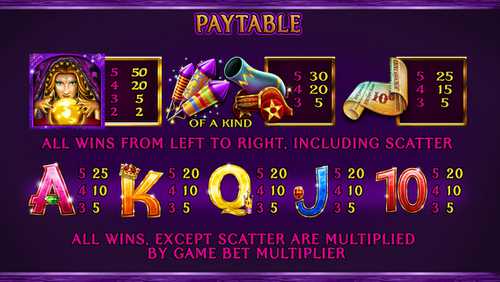 PAYTABLE
5 50
4 20
3 5
2 2
OF A KIND
5 30
4 20
3 5
100
5 25
4 15
3 5
ALL WINS FROM LEFT TO RIGHT, INCLUDING SCATTER
A 5 25
4 10
3 5
K 5 20
4 10
3 5
Q 5 20
4 10
3 5
J 5 20
4 10
3 5
10 5 20
4 10
3 5
ALL WINS, EXCEPT SCATTER ARE MULTIPLIED
BY GAME BET MULTIPLIER